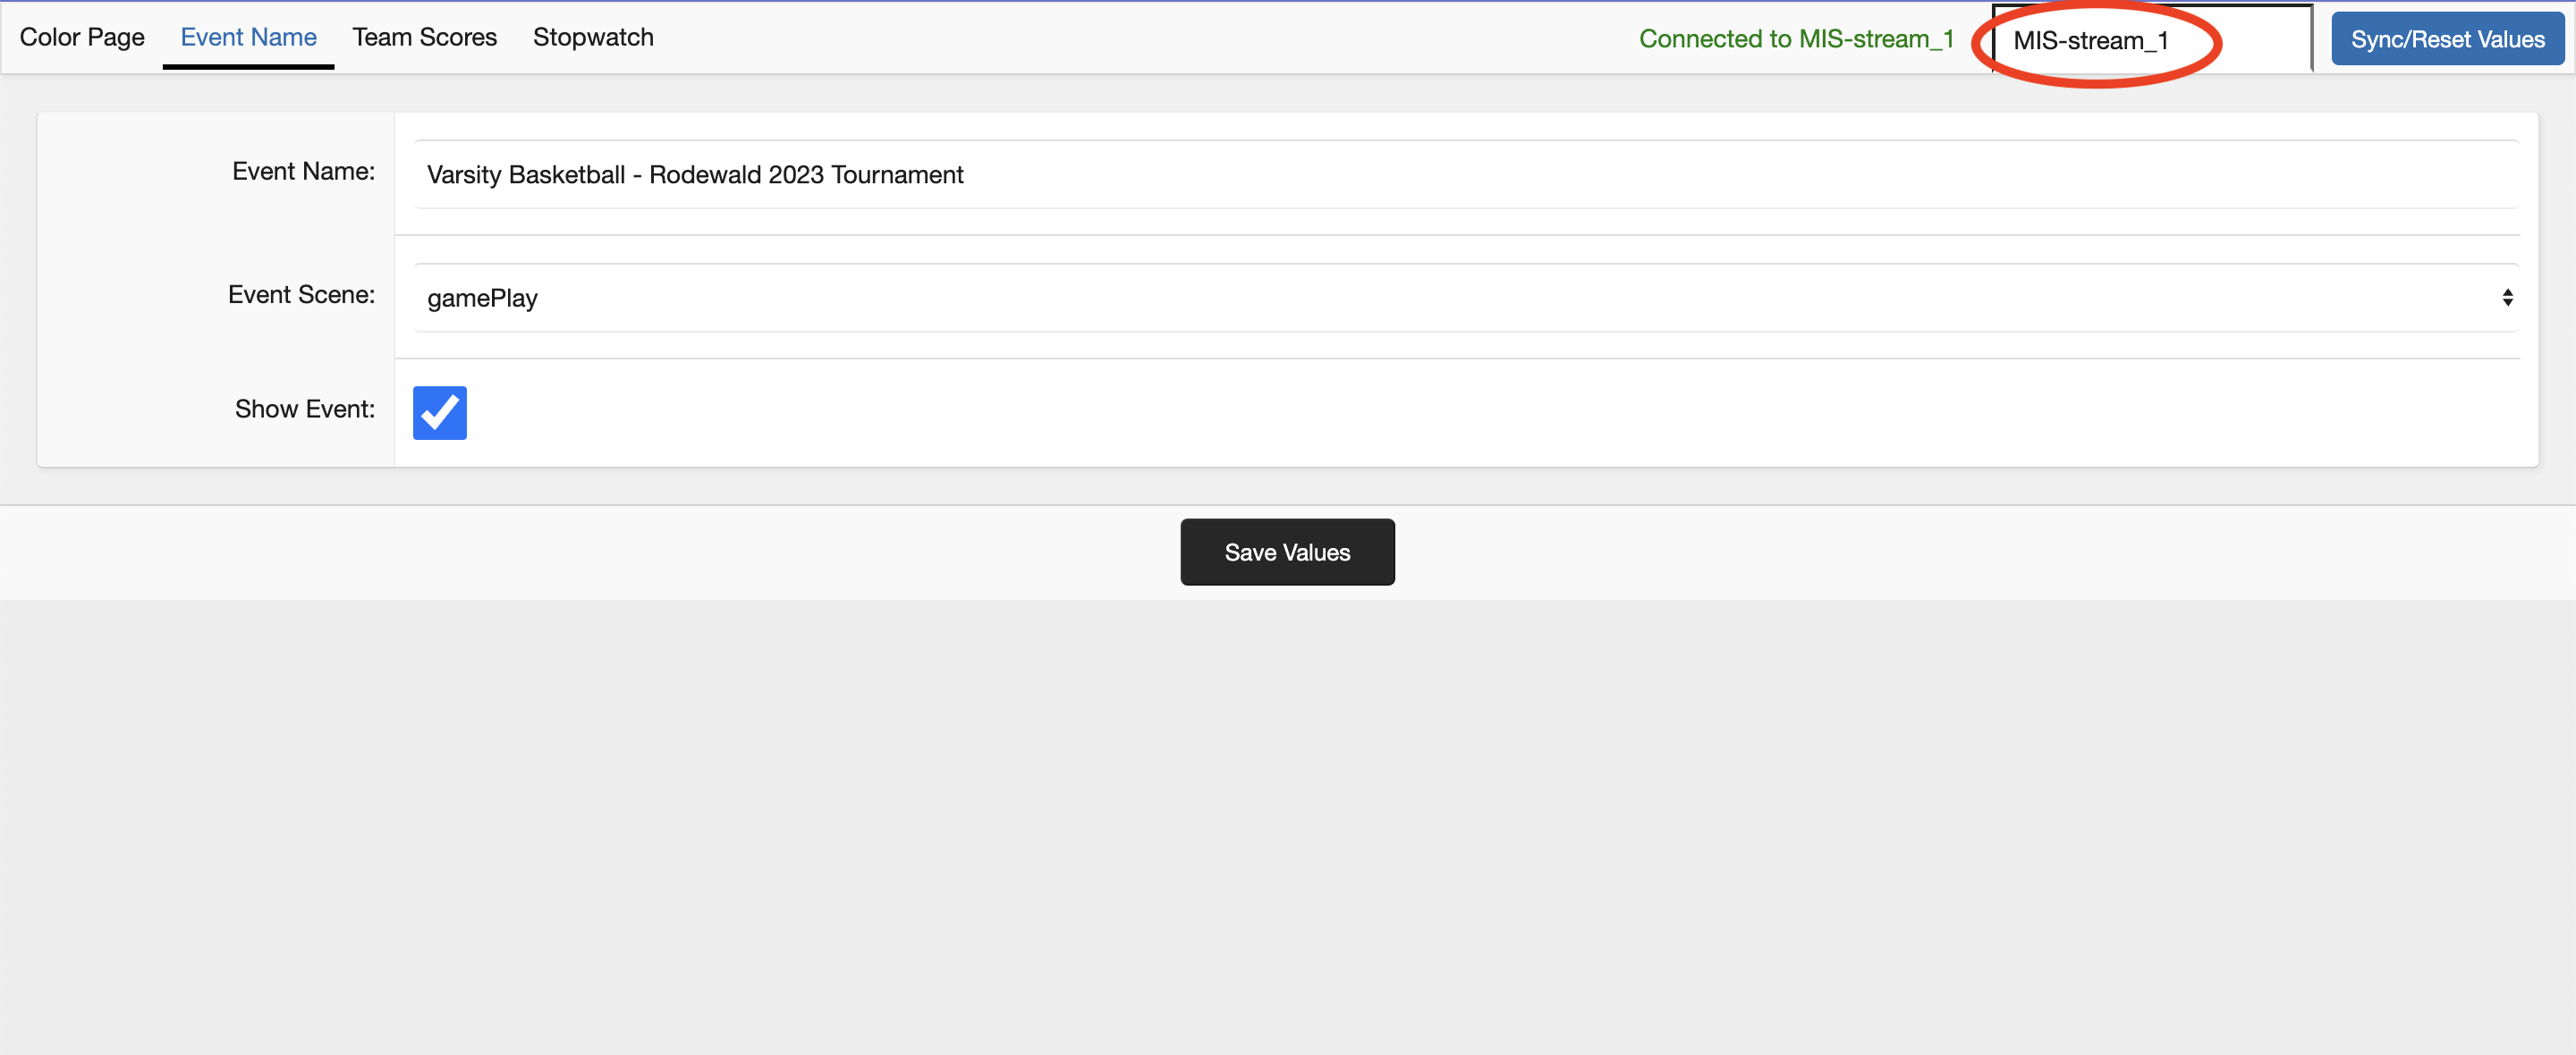 Color Page Event Name Team Scores Stopwatch Connected to MIS-stream_1 MIS-stream_1 Sync/Reset Values
Event Name: Varsity Basketball - Rodewald 2023 Tournament
Event Scene: gamePlay
Show Event:
Save Values